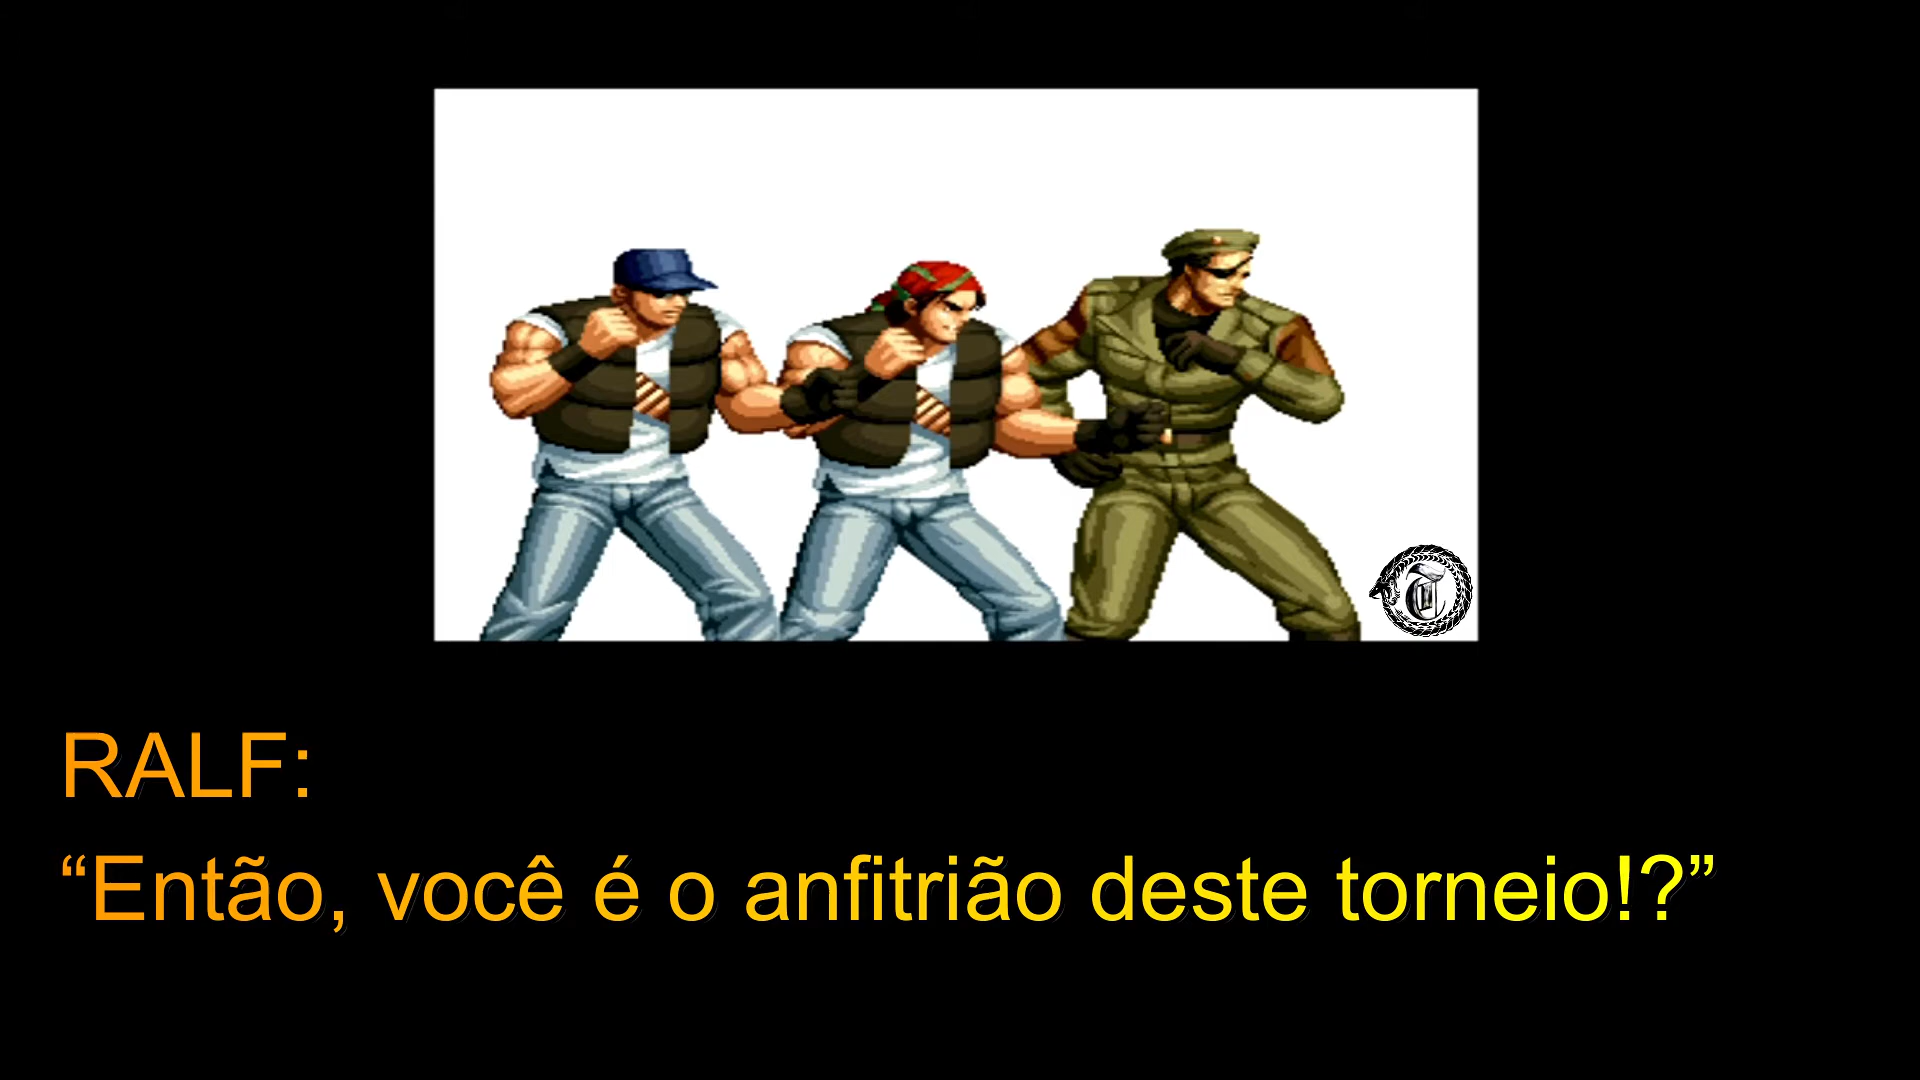 RALF:
“Então, você é o anfitrião deste torneio!?”